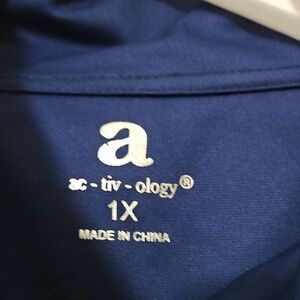 a
ac - tiv - ology®
1X
MADE IN CHINA